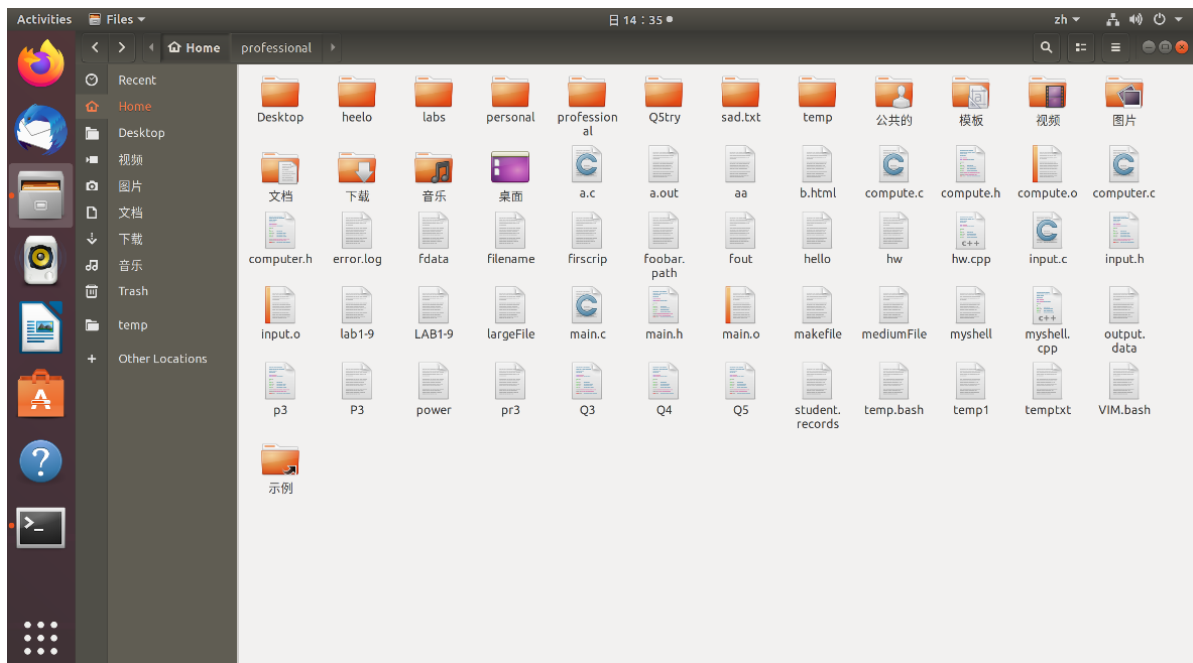 Activities Files 日 14：35 zh
Home professional
Recent
Home
Desktop
视频
图片
文档
下载
音乐
Trash
temp
Other Locations
Desktop heelo labs personal profession Q5try sad.txt temp 公共的 模板 视频 图片
al
文档 下载 音乐 桌面 a.c a.out aa b.html compute.c compute.h compute.o computer.c
computer.h error.log fdata filename firscrip foobar. fout hello hw hw.cpp input.c input.h
path
input.o lab1-9 LAB1-9 largeFile main.c main.h main.o makefile mediumFile myshell myshell. output.
cpp data
p3 P3 power pr3 Q3 Q4 Q5 student. temp.bash temp1 temptxt VIM.bash
records
示例